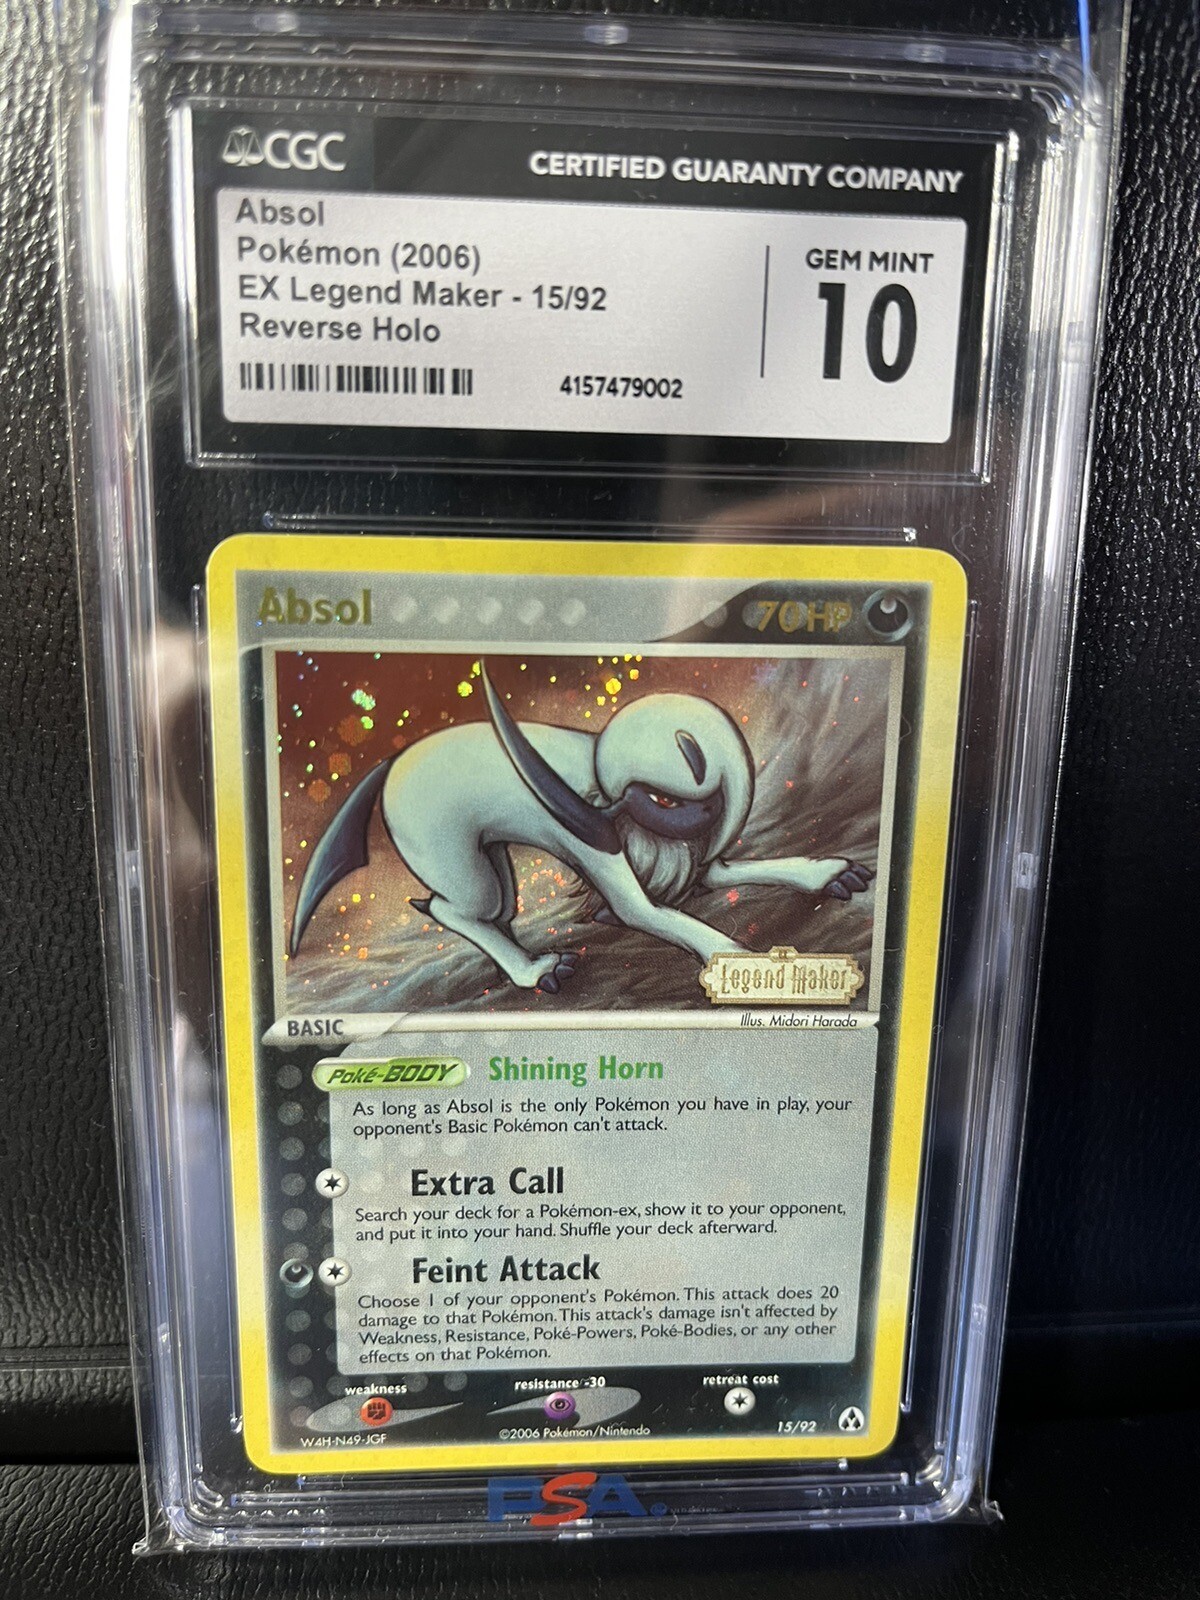 CGC
CERTIFIED GUARANTY COMPANY
Absol
Pokémon (2006)
EX Legend Maker - 15/92
Reverse Holo
4157479002
GEM MINT
10
Absol
70 HP
Legend Maker
BASIC
Illus. Midori Harada
Poké-BODY Shining Horn
As long as Absol is the only Pokémon you have in play, your
opponent's Basic Pokémon can't attack.
Extra Call
Search your deck for a Pokémon-ex, show it to your opponent,
and put it into your hand. Shuffle your deck afterward.
Feint Attack
Choose 1 of your opponent's Pokémon. This attack does 20
damage to that Pokémon. This attack's damage isn't affected by
Weakness, Resistance, Poké-Powers, Poké-Bodies, or any other
effects on that Pokémon.
weakness
resistance -30
retreat cost
W4H-N49-JGF
©2006 Pokémon/Nintendo
15/92
PSA